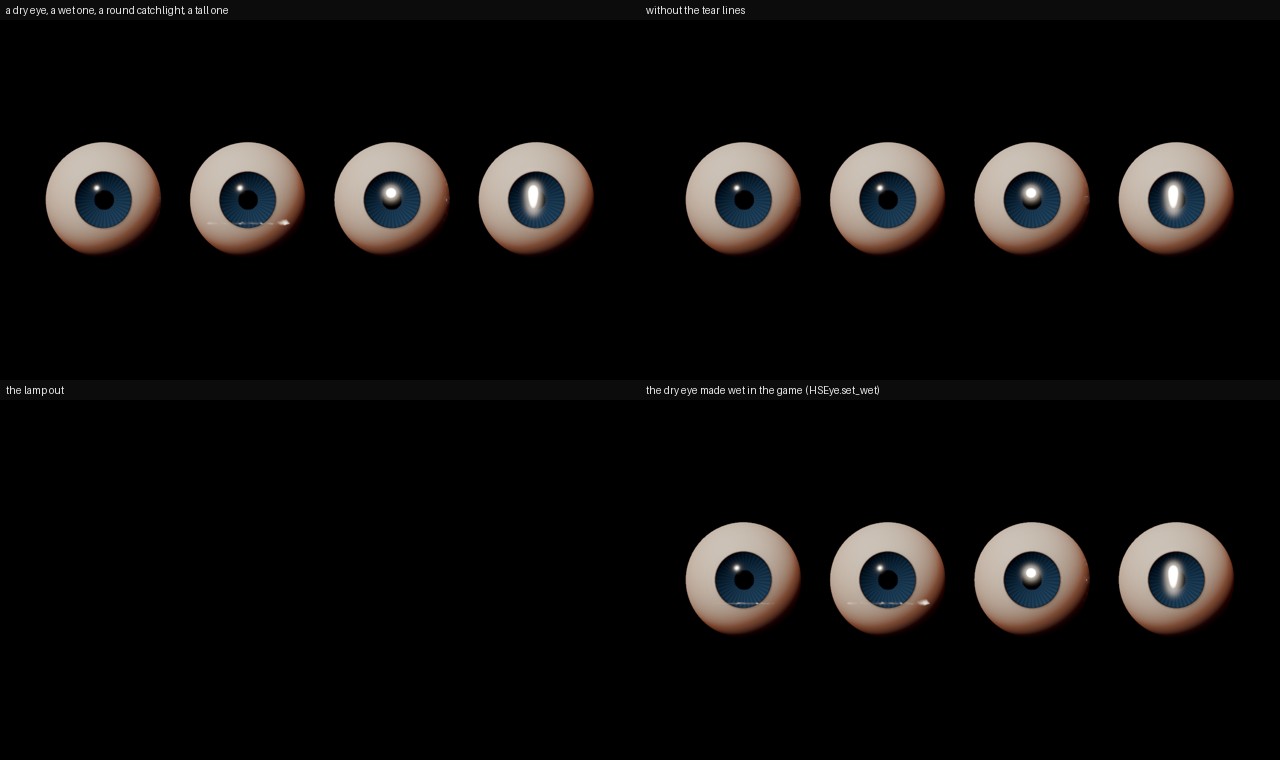 a dry eye, a wet one, a round catchlight, a tall one
without the tear lines
the lamp out
the dry eye made wet in the game (HSEye.set_wet)